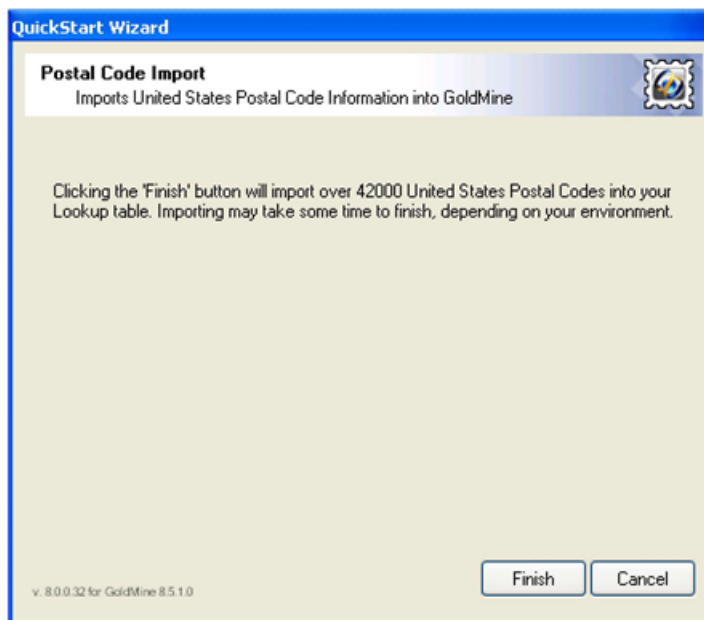 QuickStart Wizard
Postal Code Import
Imports United States Postal Code Information into GoldMine
Clicking the 'Finish' button will import over 42000 United States Postal Codes into your
Lookup table. Importing may take some time to finish, depending on your environment.
v. 8.0.0.32 for GoldMine 8.5.1.0
Finish
Cancel